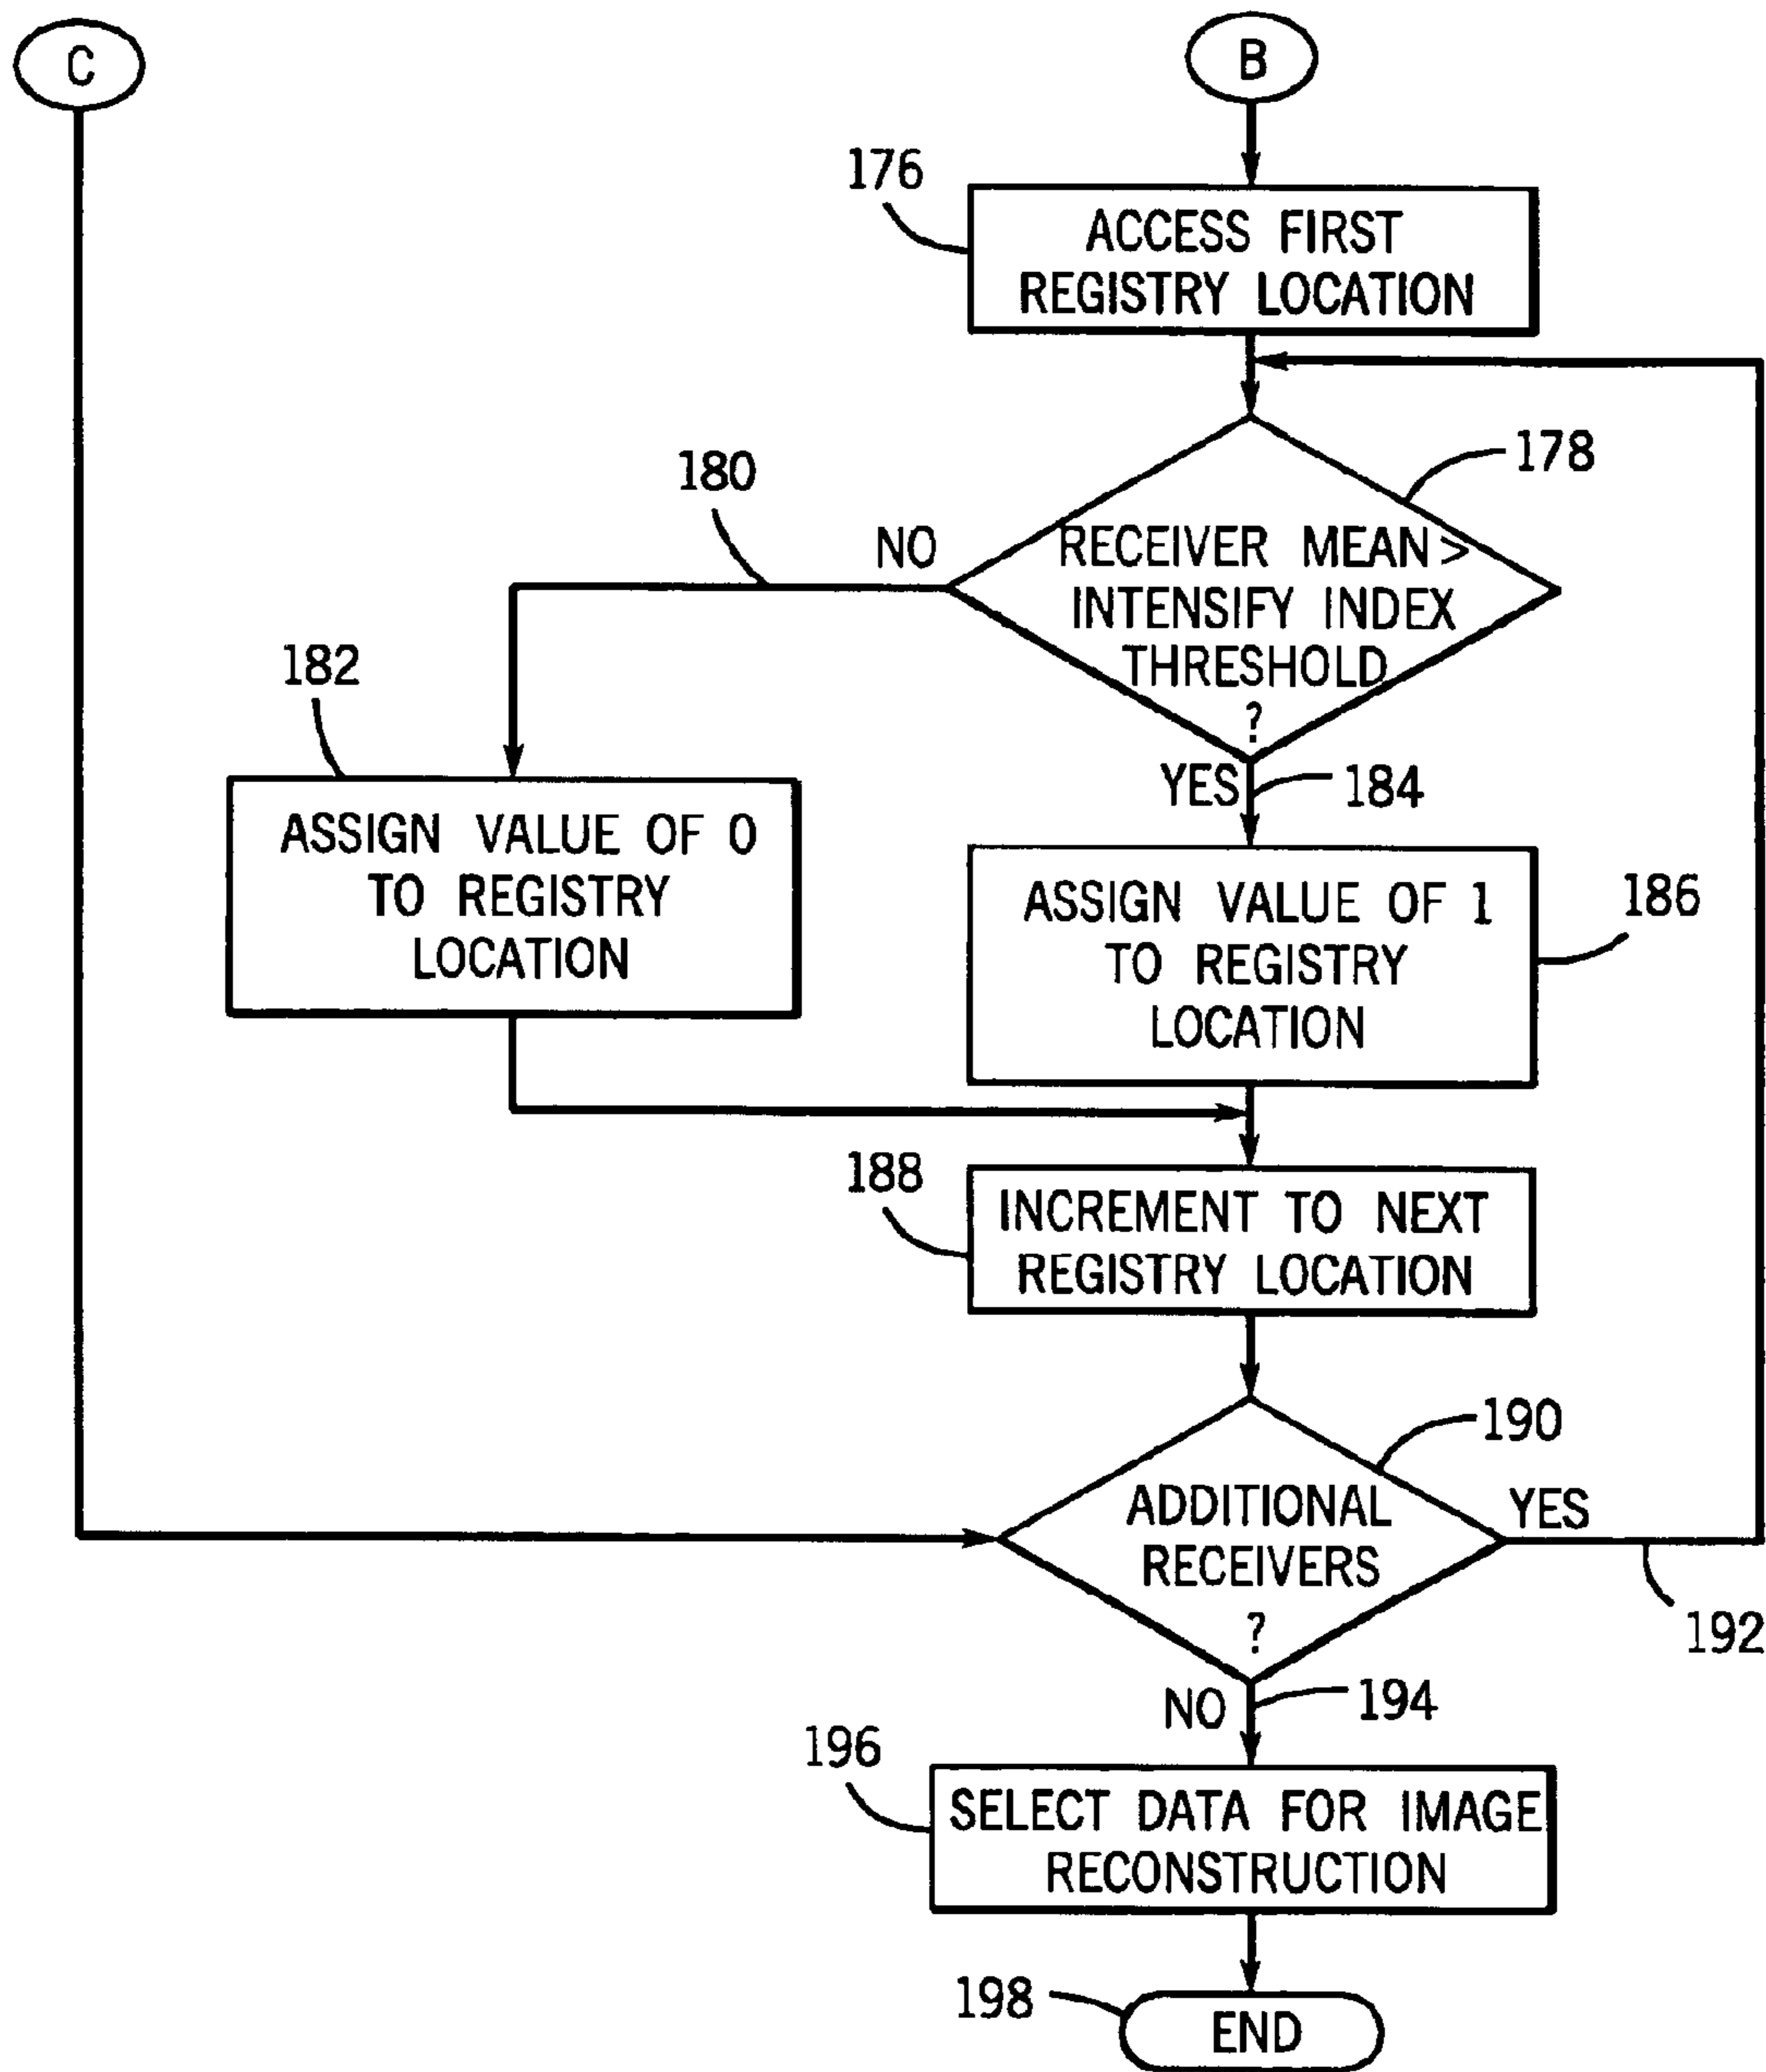 C
B
176
ACCESS FIRST
REGISTRY LOCATION
178
180
NO
RECEIVER MEAN >
INTENSIFY INDEX
THRESHOLD
?
182
YES
184
ASSIGN VALUE OF 0
TO REGISTRY
LOCATION
ASSIGN VALUE OF 1
TO REGISTRY
LOCATION
186
188
INCREMENT TO NEXT
REGISTRY LOCATION
190
ADDITIONAL
RECEIVERS
?
YES
192
NO
194
196
SELECT DATA FOR IMAGE
RECONSTRUCTION
198
END